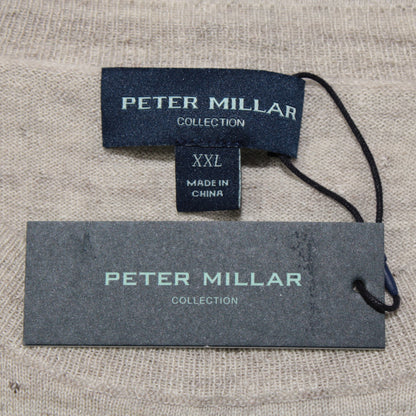 PETER MILLAR
COLLECTION
XXL
MADE IN
CHINA
PETER MILLAR
COLLECTION